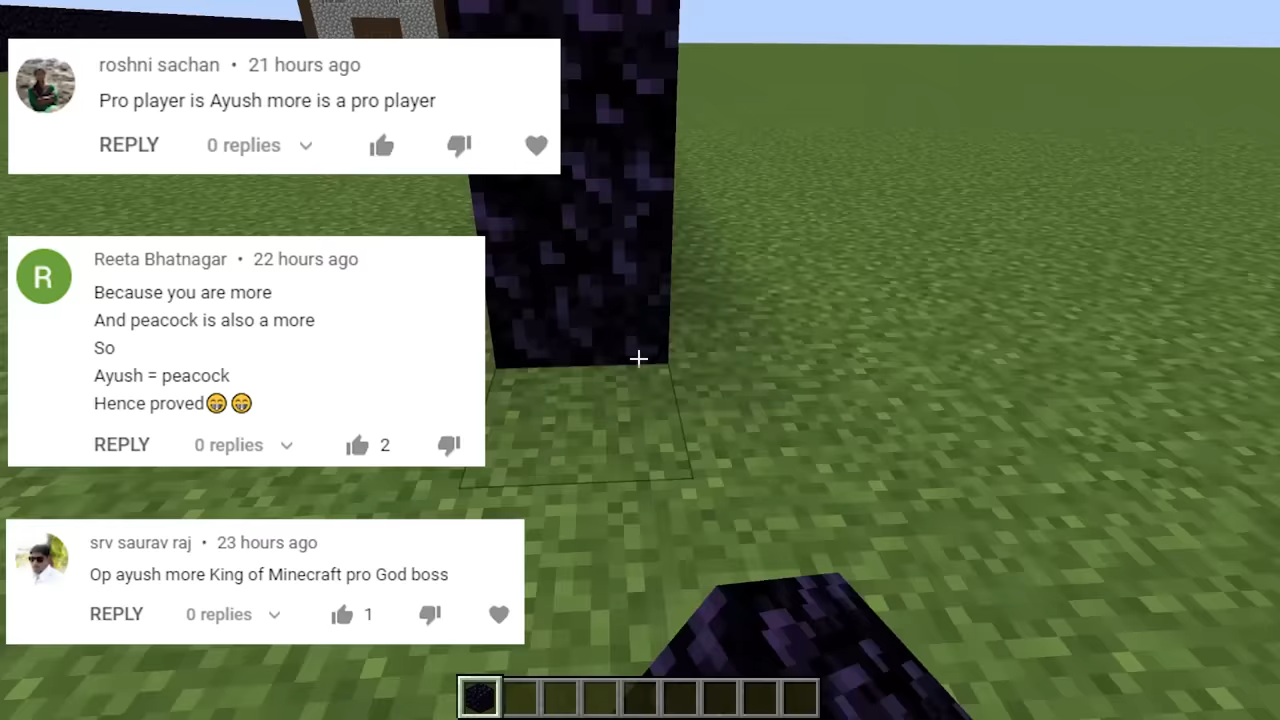 roshni sachan • 21 hours ago
Pro player is Ayush more is a pro player
REPLY 0 replies
R
Reeta Bhatnagar • 22 hours ago
Because you are more
And peacock is also a more
So
Ayush = peacock
Hence proved😁😁
REPLY 0 replies 2
srv saurav raj • 23 hours ago
Op ayush more King of Minecraft pro God boss
REPLY 0 replies 1